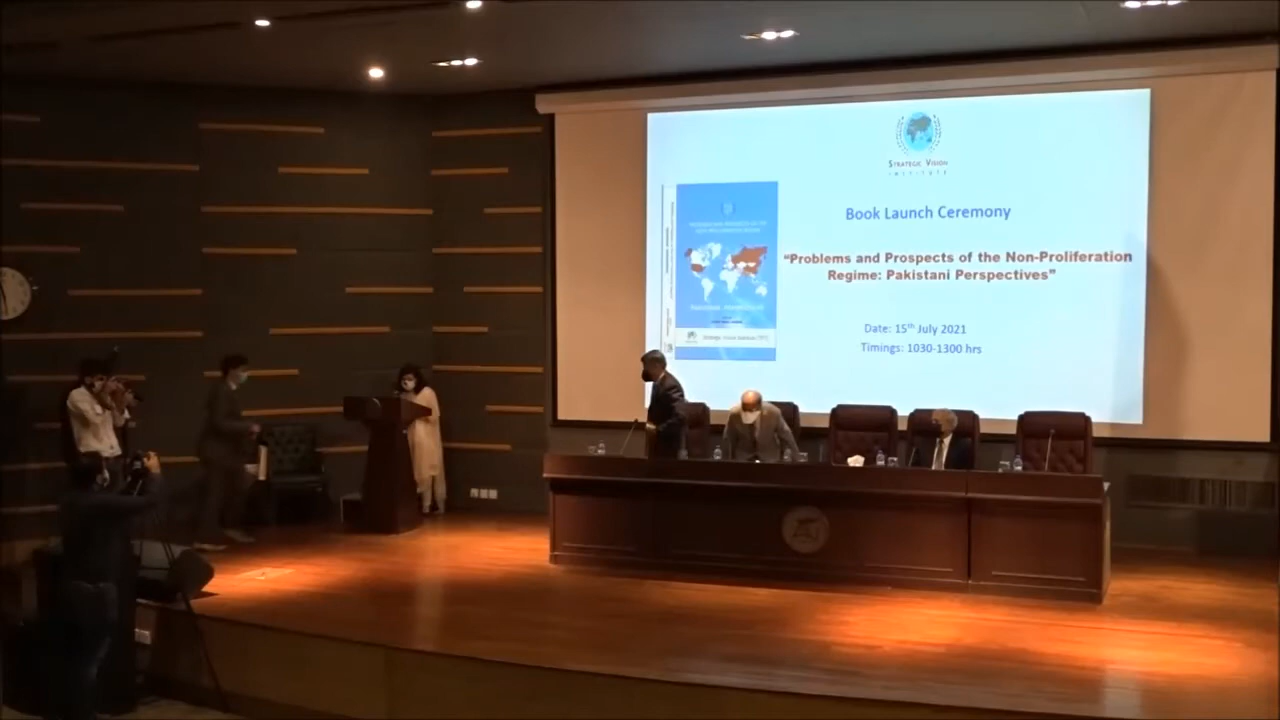 STRATEGIC VISION
INSTITUTE
Book Launch Ceremony
“Problems and Prospects of the Non-Proliferation
Regime: Pakistani Perspectives”
Date: 15th July 2021
Timings: 1030-1300 hrs